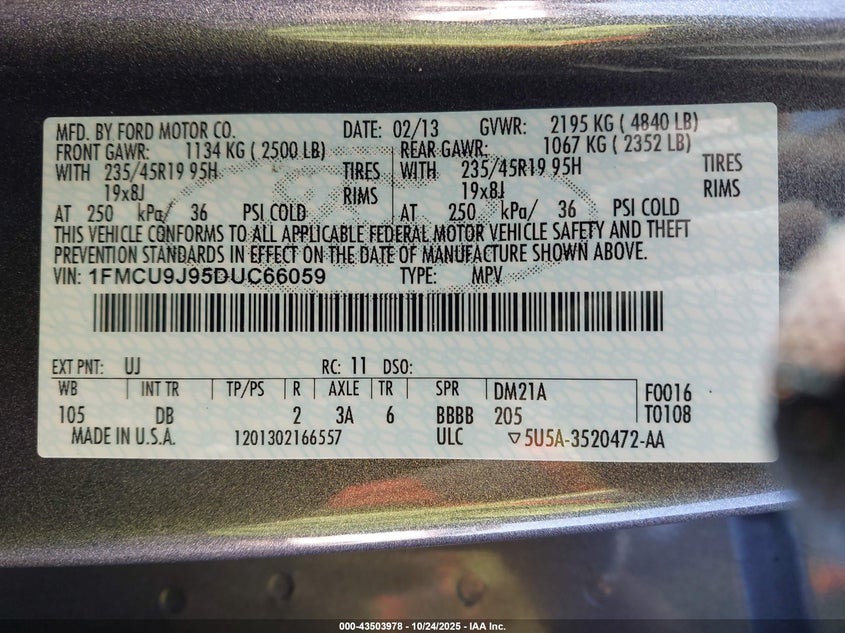 MFD. BY FORD MOTOR CO. DATE: 02/13 GVWR: 2195 KG ( 4840 LB)
FRONT GAWR: 1134 KG ( 2500 LB) REAR GAWR: 1067 KG ( 2352 LB)
WITH 235/45R19 95H TIRES WITH 235/45R19 95H TIRES
19x8J RIMS 19x8J RIMS
AT 250 kPa/ 36 PSI COLD AT 250 kPa/ 36 PSI COLD
THIS VEHICLE CONFORMS TO ALL APPLICABLE FEDERAL MOTOR VEHICLE SAFETY AND THEFT
PREVENTION STANDARDS IN EFFECT ON THE DATE OF MANUFACTURE SHOWN ABOVE.
VIN: 1FMCU9J95DUC66059 TYPE: MPV
EXT PNT: UJ RC: 11 DSO:
WB INT TR TP/PS R AXLE TR SPR DM21A F0016
105 DB 2 3A 6 BBBB 205 T0108
MADE IN U.S.A. 1201302166557 ULC ▽5U5A-3520472-AA
000-43503978 - 10/24/2025 - IAA Inc.